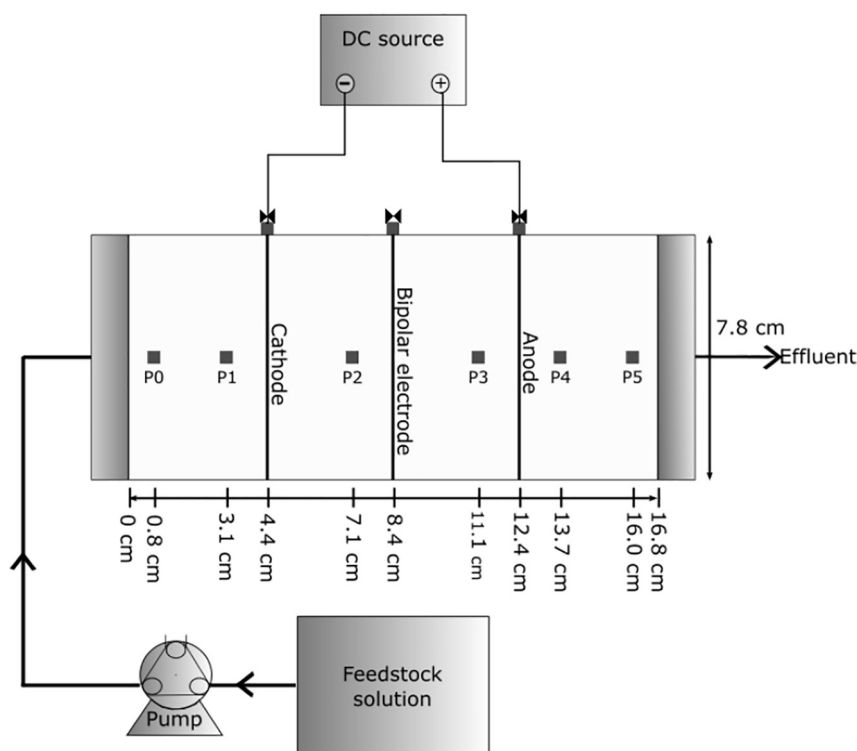 DC source
−
+
Cathode
Bipolar electrode
Anode
7.8 cm
Effluent
P0
P1
P2
P3
P4
P5
0 cm
0.8 cm
3.1 cm
4.4 cm
7.1 cm
8.4 cm
11.1 cm
12.4 cm
13.7 cm
16.0 cm
16.8 cm
Pump
Feedstock
solution